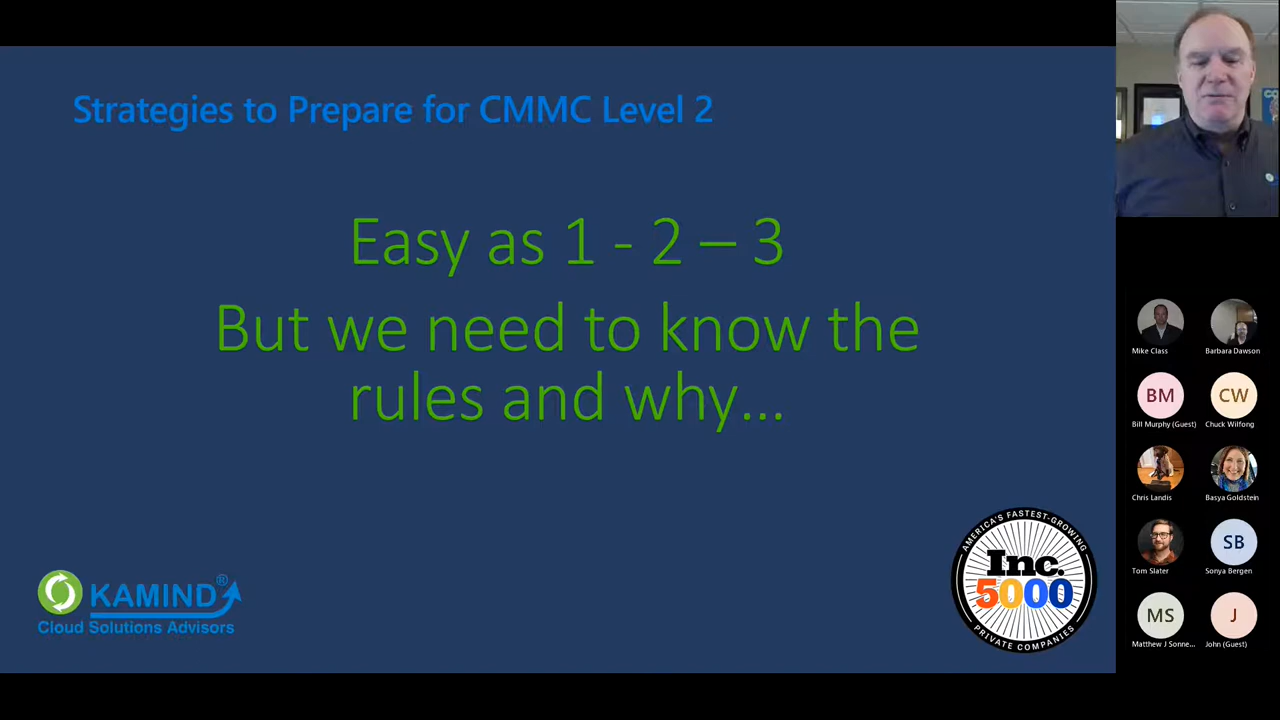 Strategies to Prepare for CMMC Level 2
Easy as 1 - 2 – 3
But we need to know the
rules and why...
KAMIND®
Cloud Solutions Advisors
AMERICA'S FASTEST-GROWING
Inc.
5000
PRIVATE COMPANIES
Mike Class
Barbara Dawson
BM
CW
Bill Murphy (Guest)
Chuck Wilfong
Chris Landis
Basya Goldstein
SB
Tom Slater
Sonya Bergen
MS
J
Matthew J Sonne...
John (Guest)